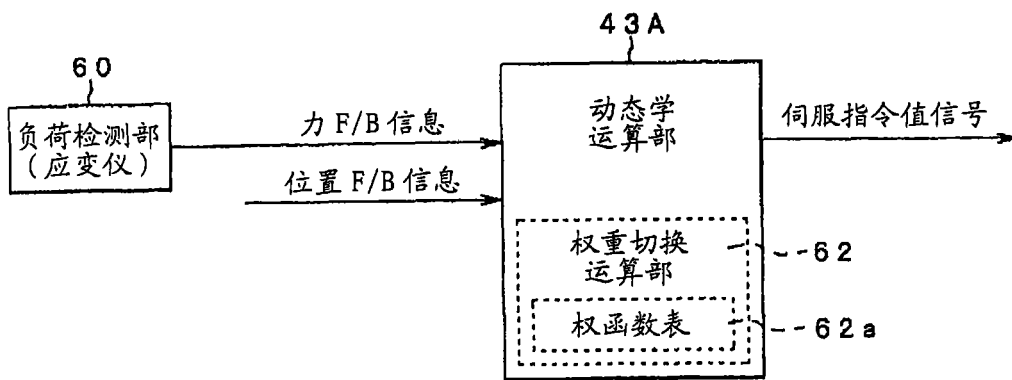 43A
60
负荷检测部
(应变仪)
力 F/B 信息
位置 F/B 信息
动态学
运算部
伺服指令值信号
权重切换
运算部
62
权函数表
62a